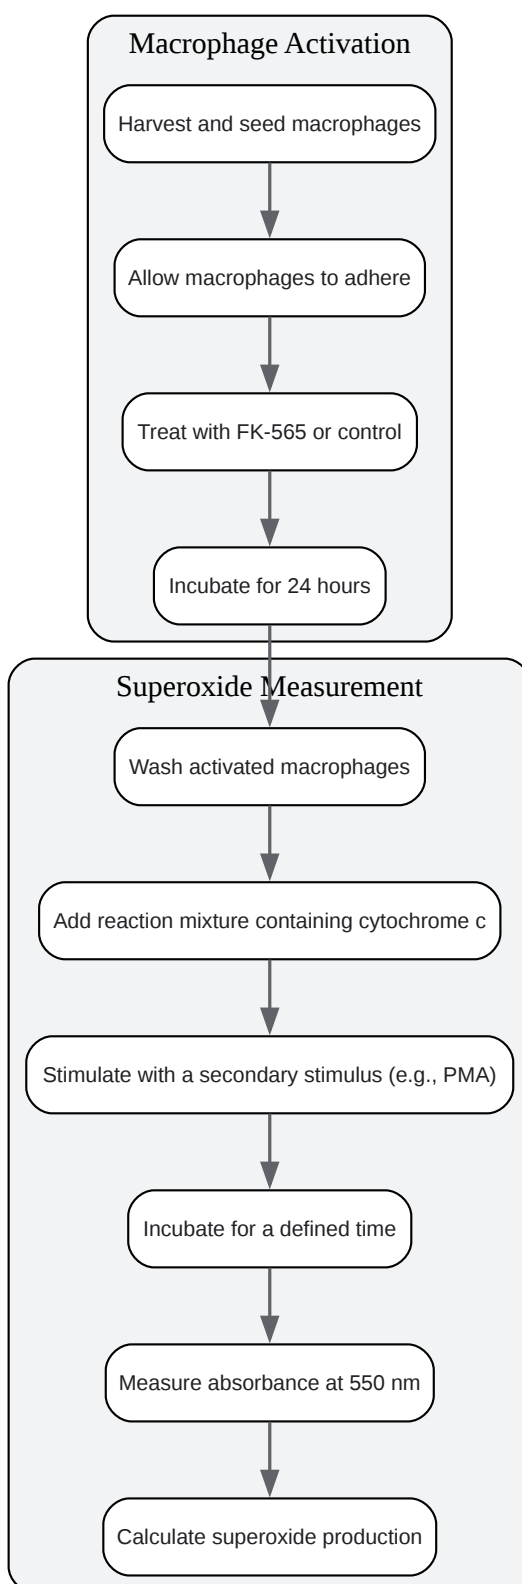 Macrophage Activation
Harvest and seed macrophages
Allow macrophages to adhere
Treat with FK-565 or control
Incubate for 24 hours
Superoxide Measurement
Wash activated macrophages
Add reaction mixture containing cytochrome c
Stimulate with a secondary stimulus (e.g., PMA)
Incubate for a defined time
Measure absorbance at 550 nm
Calculate superoxide production